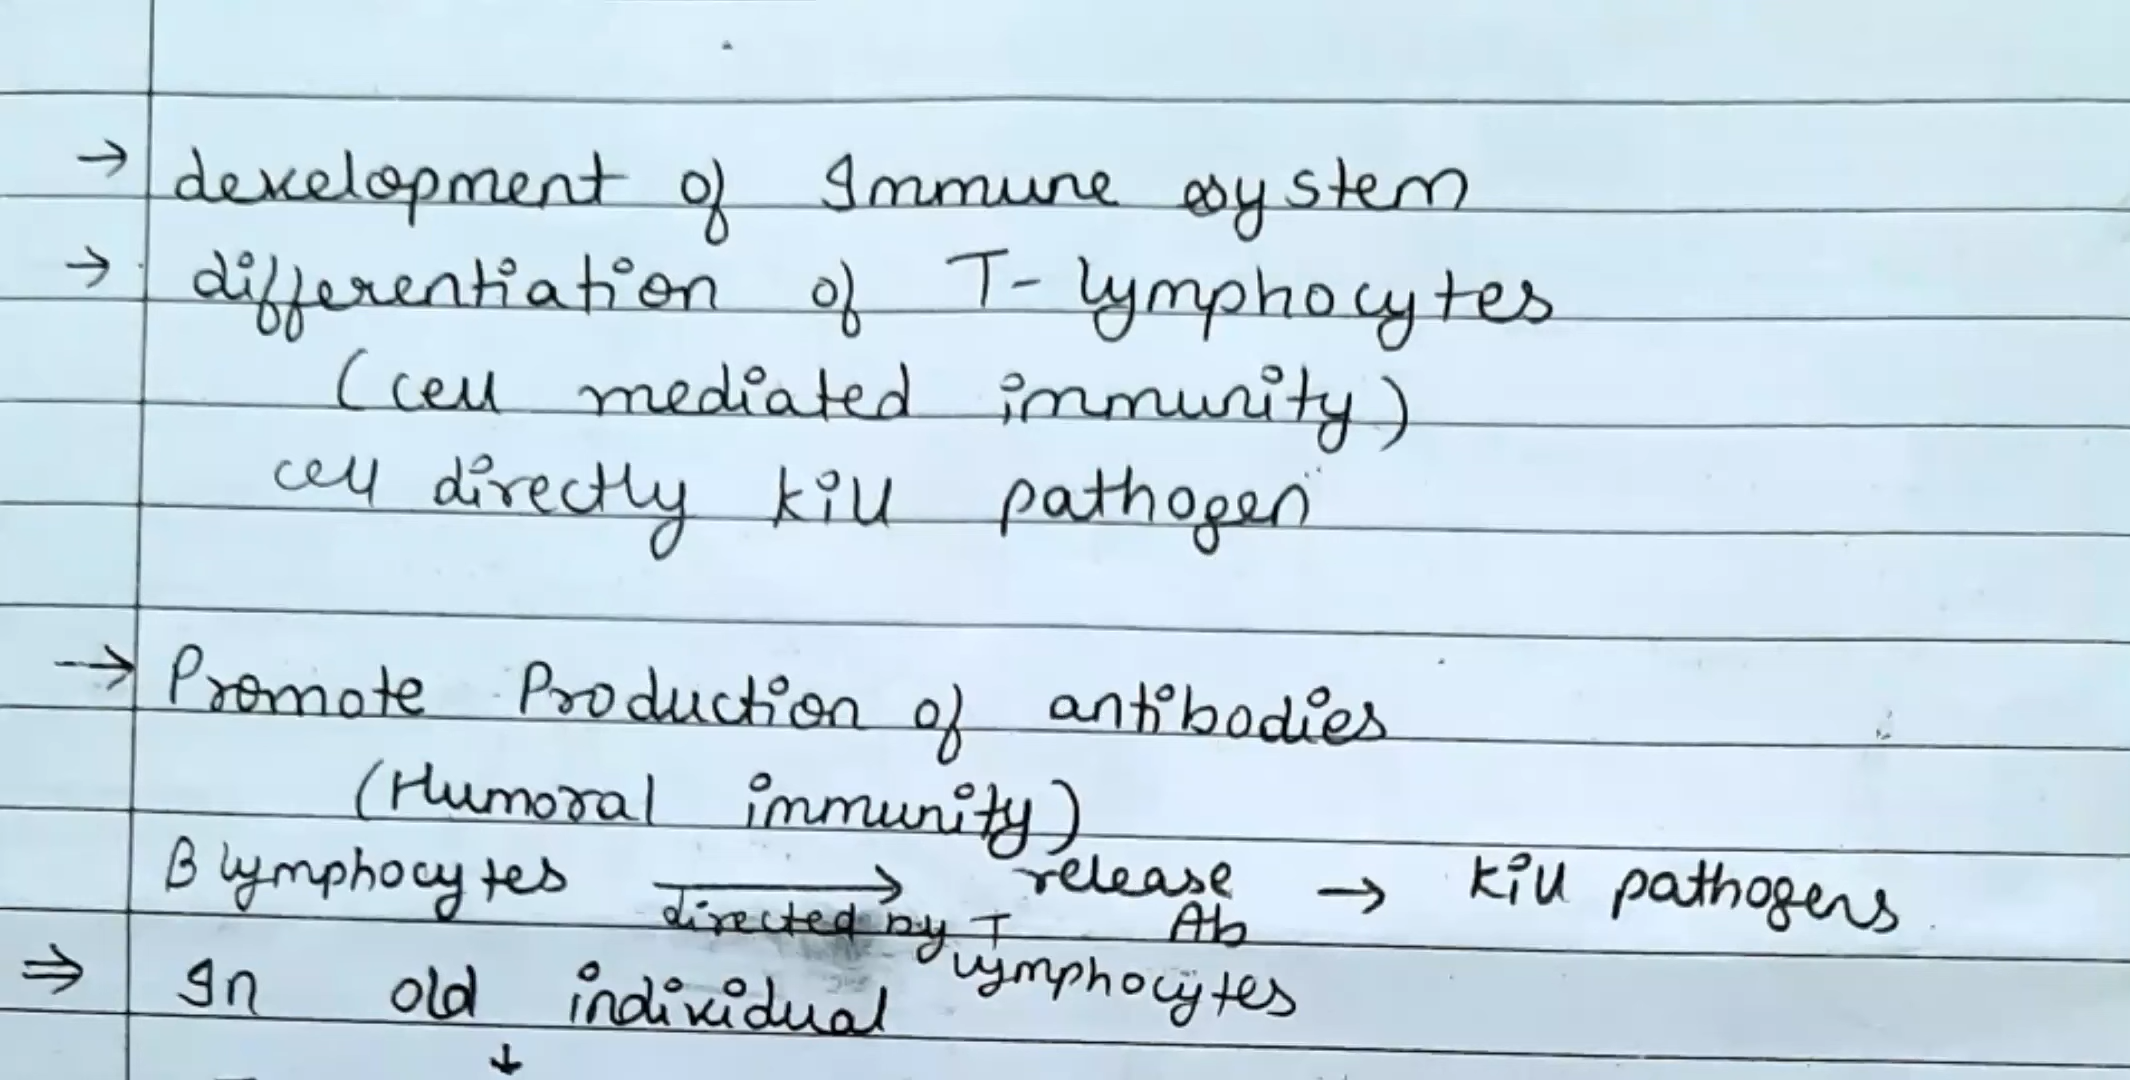 → development of Immune system
→ differentiation of T- lymphocytes
(cell mediated immunity)
cell directly kill pathogen
→ Promote Production of antibodies
(Humoral immunity)
B lymphocytes → release → kill pathogens
directed by T Ab
lymphocytes
⇒ In old individual
↓